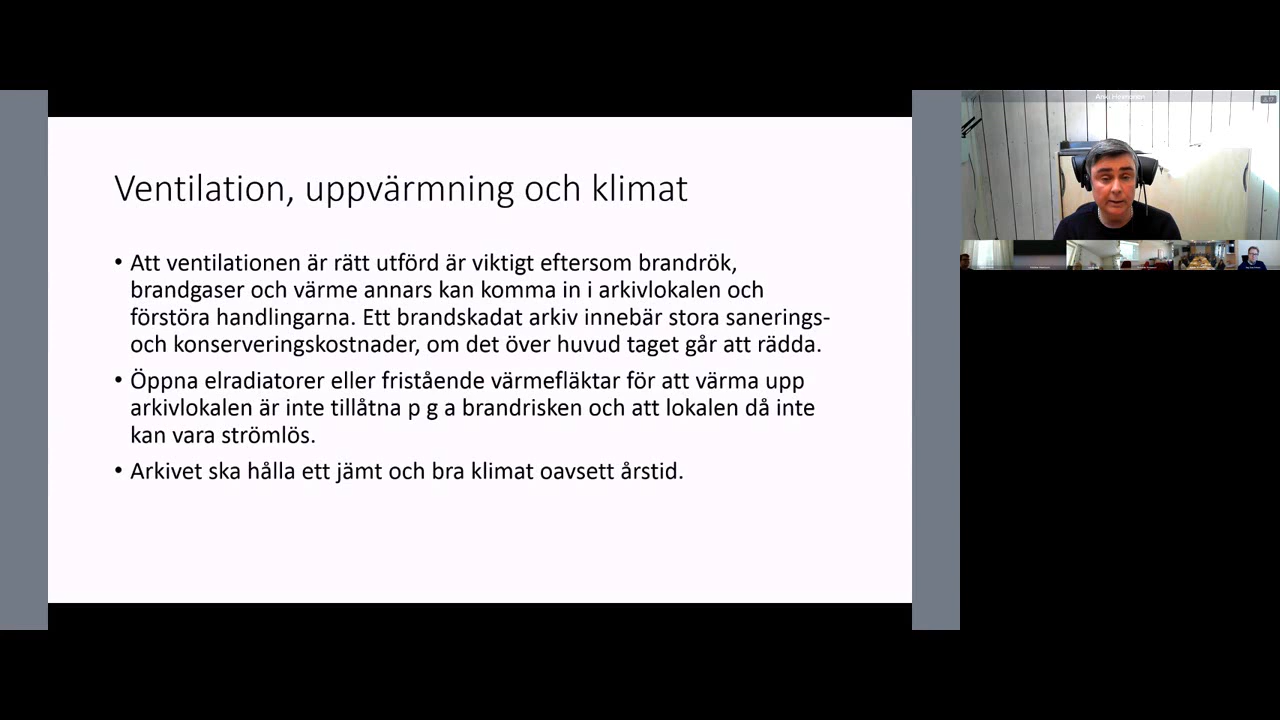 Ventilation, uppvärmning och klimat
• Att ventilationen är rätt utförd är viktigt eftersom brandrök,
brandgaser och värme annars kan komma in i arkivlokalen och
förstöra handlingarna. Ett brandskadat arkiv innebär stora sanerings-
och konserveringskostnader, om det över huvud taget går att rädda.
• Öppna elradiatorer eller fristående värmefläktar för att värma upp
arkivlokalen är inte tillåtna p g a brandrisken och att lokalen då inte
kan vara strömlös.
• Arkivet ska hålla ett jämt och bra klimat oavsett årstid.